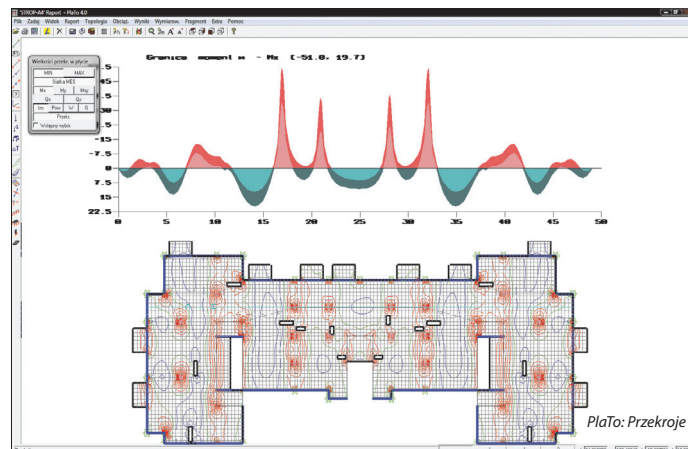 'STROP-A4' Raport - PlaTo 4.0
Plik Zadaj Widok Raport Topologia Obciąż. Wyniki Wymiarow. Fragment Extra Pomoc
Granice moment w - Mx [-51.8, 19.7]
Wielkości przekr. w płycie
MIN MAX
Siatka MES
Mx My Mxy
Qx Qy
Przekr.
Wstępny wybór
-15
-7.5
0
7.5
15
22.5
0 5 10 15 20 25 30 35 40 45 50
PlaTo: Przekroje